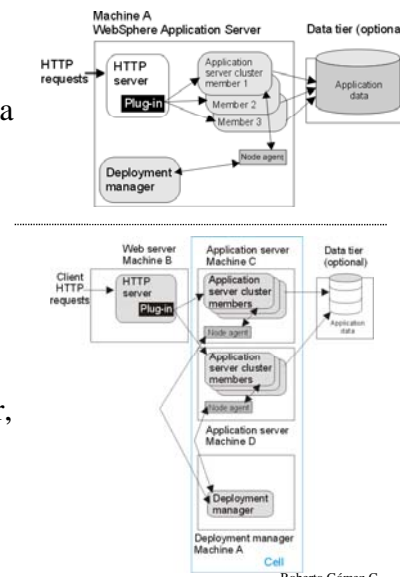 Machine A
WebSphere Application Server
Data tier (optiona
HTTP
requests
HTTP
server
Plug-in
Application
server cluster
member 1
Member 2
Member 3
Application
data
Node agent
Deployment
manager
a
Web server
Machine B
Application server
Machine C
Data tier
(optional)
Client
HTTP
requests
HTTP
server
Plug-in
Application
server cluster
members
Node agent
Application
data
Application
server cluster
members
Node agent
r,
Application server
Machine D
Deployment
manager
Deployment manager
Machine A
Cell
Roberto Gómez C